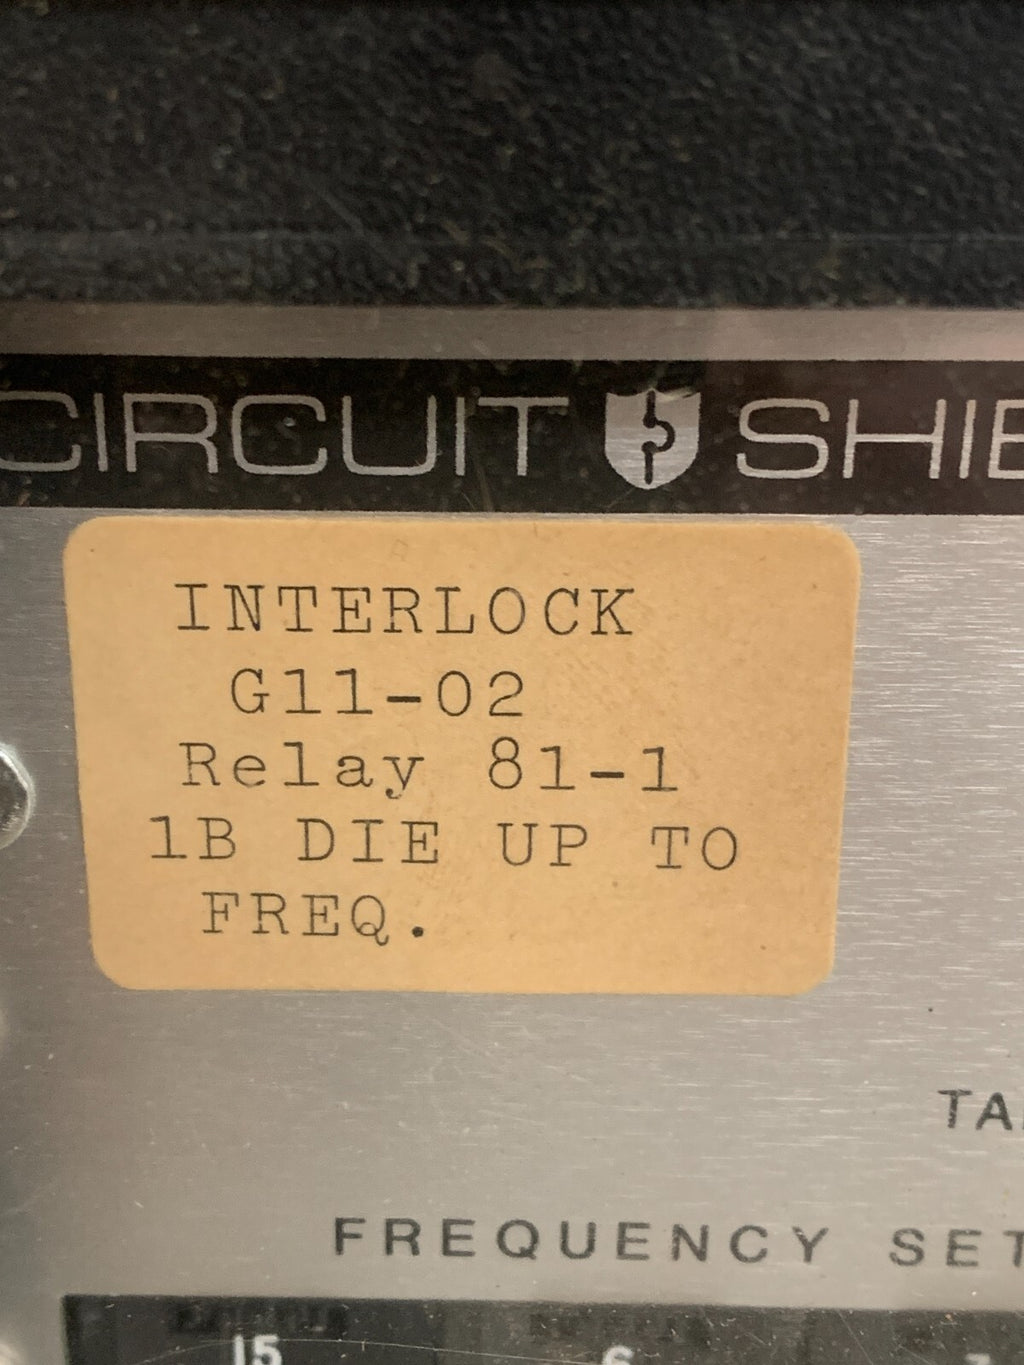 CIRCUIT SHIE
INTERLOCK
G11-02
Relay 81-1
1B DIE UP TO
FREQ.
TA
FREQUENCY SET
15